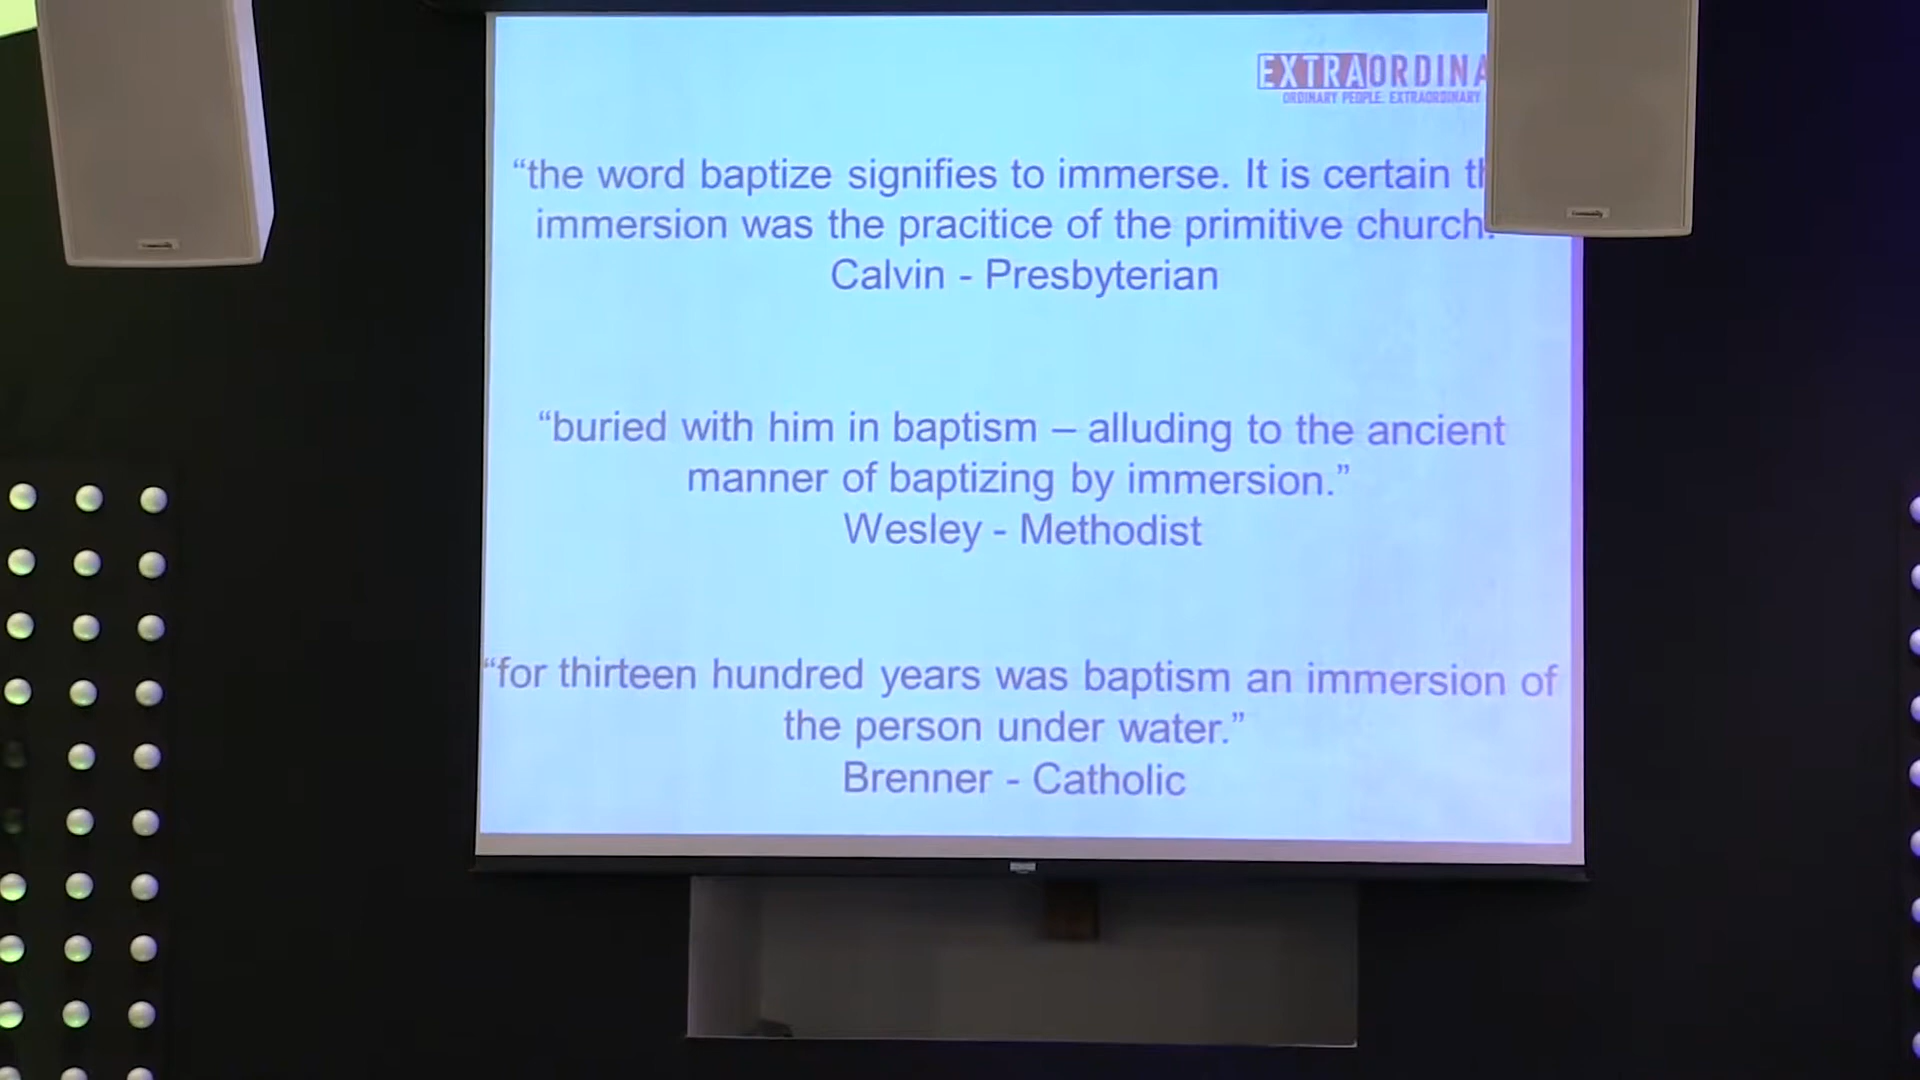 EXTRAORDINA
ORDINARY PEOPLE. EXTRAORDINARY
“the word baptize signifies to immerse. It is certain
immersion was the pracitice of the primitive church.
Calvin - Presbyterian
“buried with him in baptism – alluding to the ancient
manner of baptizing by immersion.”
Wesley - Methodist
“for thirteen hundred years was baptism an immersion of
the person under water.”
Brenner - Catholic